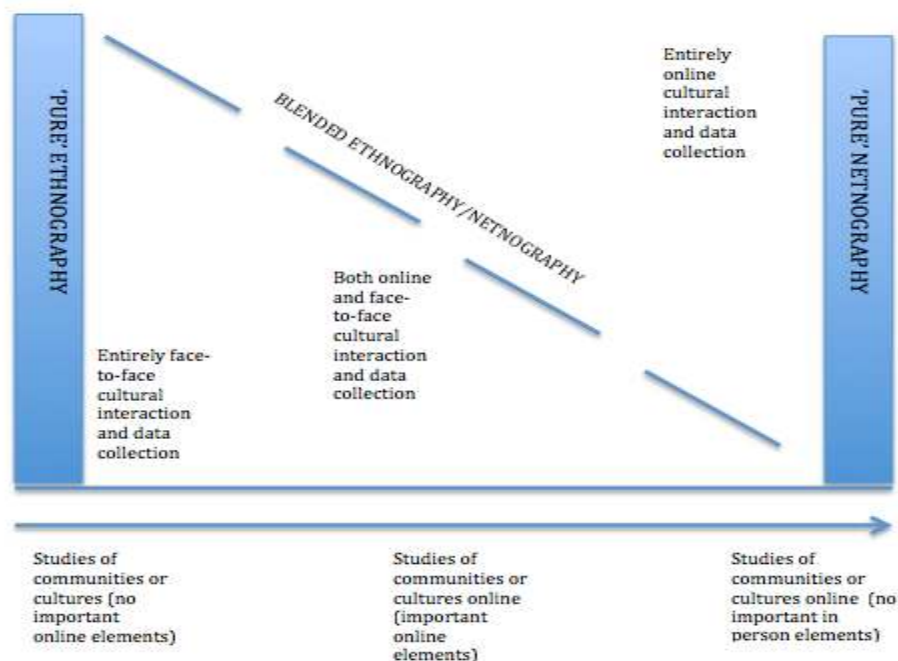 'PURE' ETHNOGRAPHY
BLENDED ETHNOGRAPHY/NETNOGRAPHY
Entirely
online
cultural
interaction
and data
collection
'PURE' NETNOGRAPHY
Both online
and face-
to-face
cultural
interaction
and data
collection
Entirely face-
to-face
cultural
interaction
and data
collection
Studies of
communities or
cultures (no
important
online elements)
Studies of
communities or
cultures online
(important
online
elements)
Studies of
communities or
cultures online (no
important in
person elements)